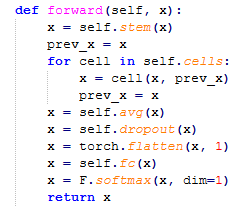 def forward(self, x):
    x = self.stem(x)
    prev_x = x
    for cell in self.cells:
        x = cell(x, prev_x)
        prev_x = x
    x = self.avg(x)
    x = self.dropout(x)
    x = torch.flatten(x, 1)
    x = self.fc(x)
    x = F.softmax(x, dim=1)
    return x